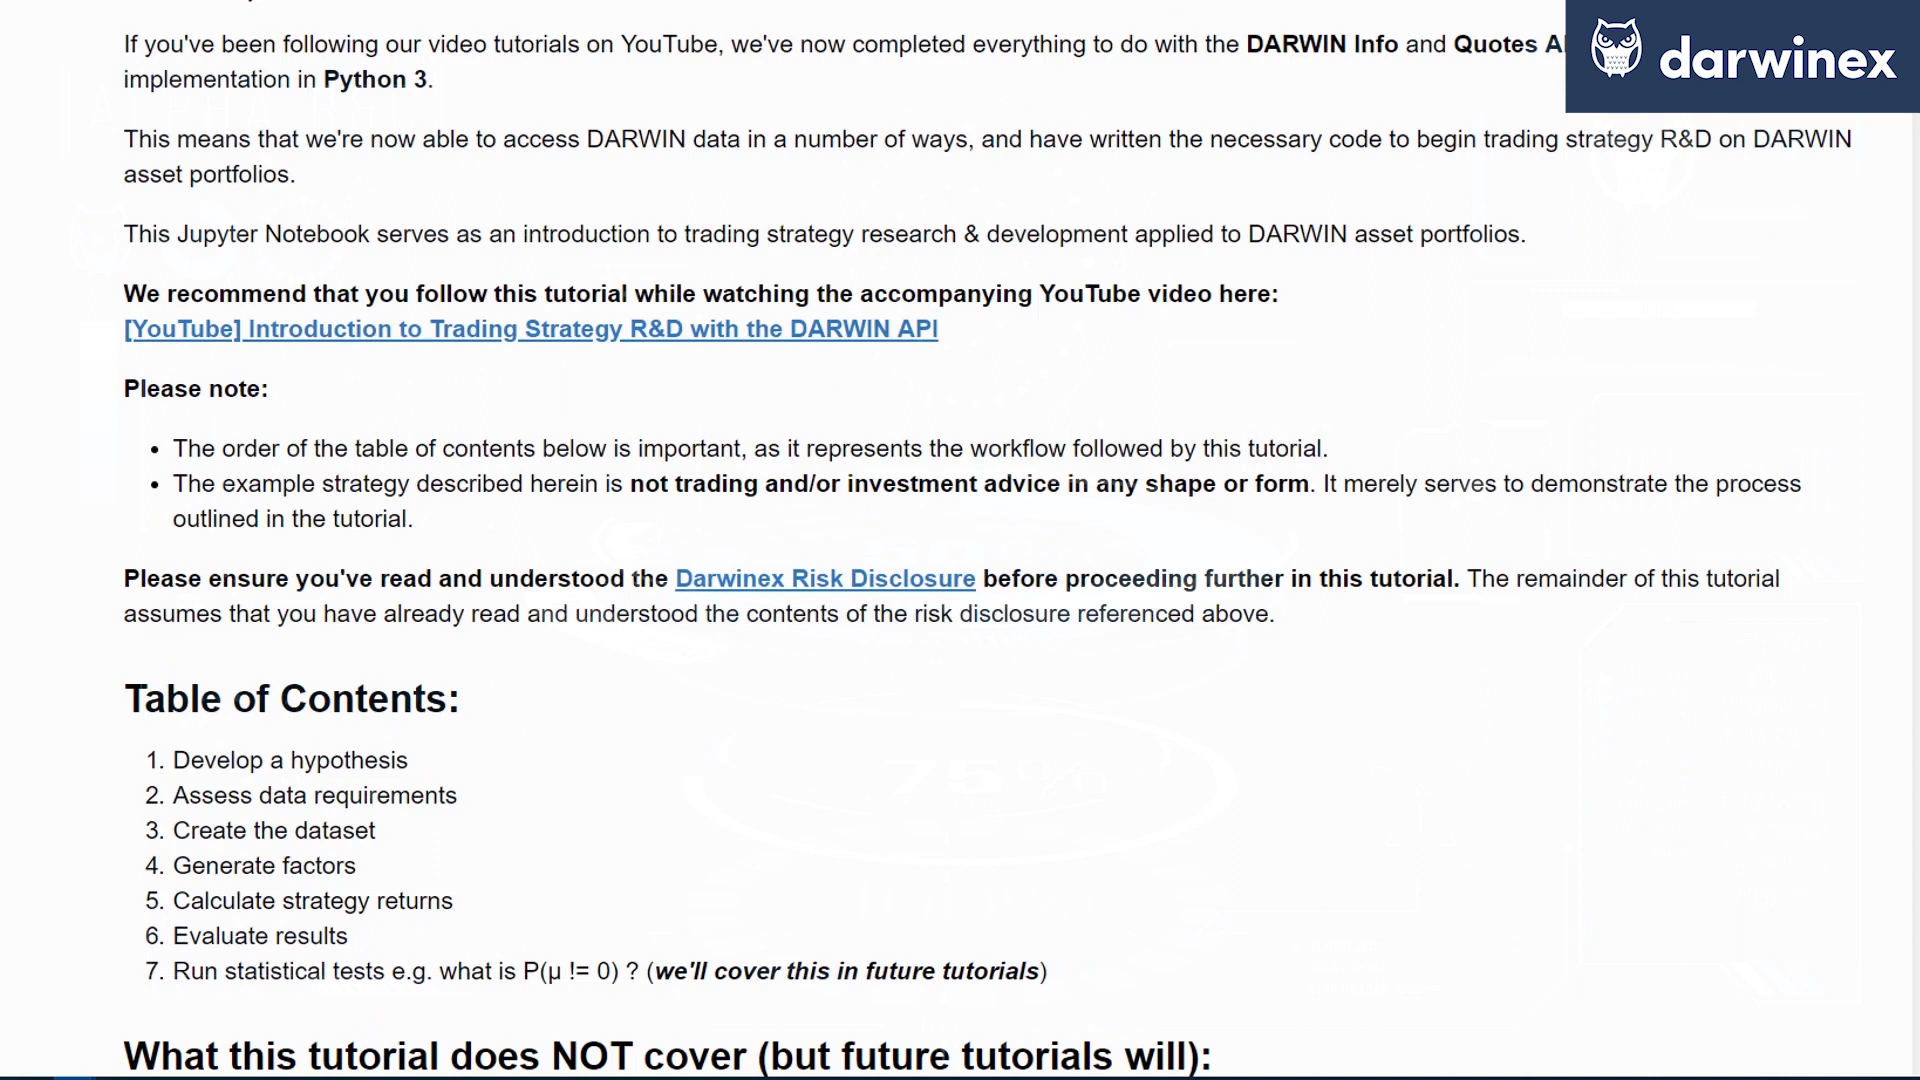 darwinex
If you've been following our video tutorials on YouTube, we've now completed everything to do with the DARWIN Info and Quotes
implementation in Python 3.
This means that we're now able to access DARWIN data in a number of ways, and have written the necessary code to begin trading strategy R&D on DARWIN
asset portfolios.
This Jupyter Notebook serves as an introduction to trading strategy research & development applied to DARWIN asset portfolios.
We recommend that you follow this tutorial while watching the accompanying YouTube video here:
[YouTube] Introduction to Trading Strategy R&D with the DARWIN API
Please note:
• The order of the table of contents below is important, as it represents the workflow followed by this tutorial.
• The example strategy described herein is not trading and/or investment advice in any shape or form. It merely serves to demonstrate the process
outlined in the tutorial.
Please ensure you've read and understood the Darwinex Risk Disclosure before proceeding further in this tutorial. The remainder of this tutorial
assumes that you have already read and understood the contents of the risk disclosure referenced above.
Table of Contents:
1. Develop a hypothesis
2. Assess data requirements
3. Create the dataset
4. Generate factors
5. Calculate strategy returns
6. Evaluate results
7. Run statistical tests e.g. what is P(μ != 0) ? (we'll cover this in future tutorials)
What this tutorial does NOT cover (but future tutorials will):
75%